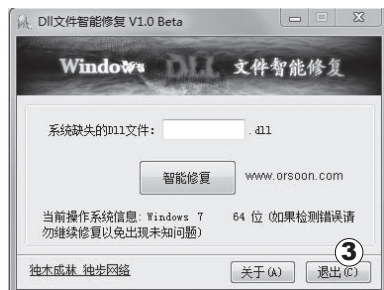 Dll文件智能修复 V1.0 Beta
Windows DLL 文件智能修复
系统缺失的Dll文件: .dll
智能修复 www.orsoon.com
当前操作系统信息: Windows 7 64 位 (如果检测错误请
勿继续修复以免出现未知问题)
独木成林 独步网络 关于(A) 退出(C)
3